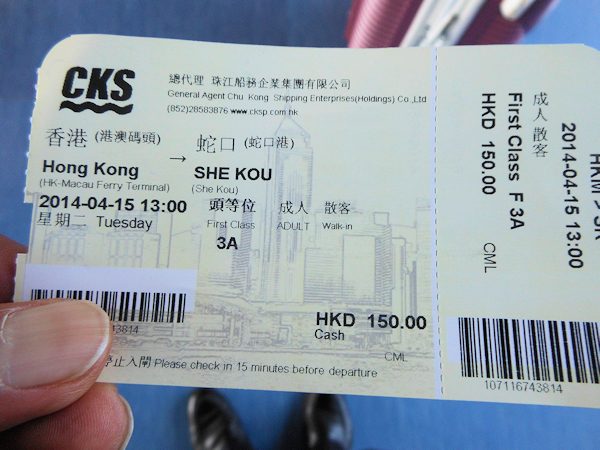 CKS
總代理 珠江船務企業集團有限公司
General Agent Chu Kong Shipping Enterprises(Holdings) Co.,Ltd
(852)28583876 www.cksp.com.hk
香港 (港澳碼頭) → 蛇口 (蛇口港)
Hong Kong SHE KOU
(HK-Macau Ferry Terminal) (She Kou)
2014-04-15 13:00 頭等位 成人 散客
星期二 Tuesday First Class ADULT Walk-in
3A
HKD 150.00
Cash
CML
43814
停止入閘 Please check in 15 minutes before departure
2014-04-15 13:00
成人 散客
First Class F 3A
HKD 150.00
CML
107116743814